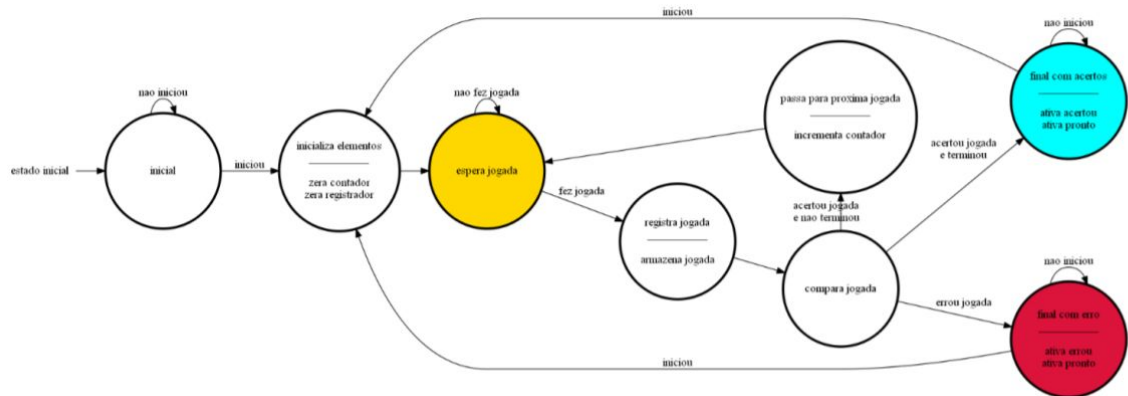 estado inicial
nao iniciou
inicial
iniciou
inicializa elementos
zera contador
zera registrador
nao fez jogada
espera jogada
fez jogada
registra jogada
armazena jogada
compara jogada
acertou jogada
e nao terminou
passa para proxima jogada
incrementa contador
acertou jogada
e terminou
nao iniciou
final com acertos
ativa acertou
ativa pronto
iniciou
errou jogada
nao iniciou
final com erro
ativa errou
ativa pronto
iniciou